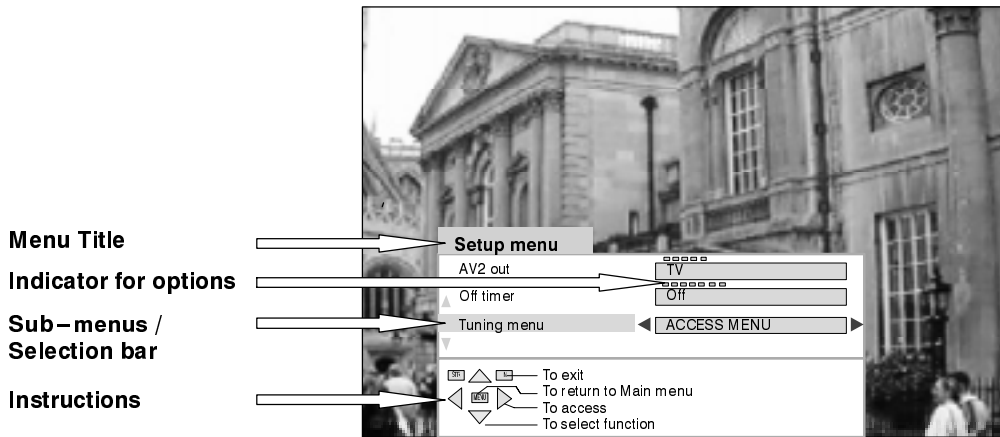 Menu Title
Setup menu
AV2 out
TV
Indicator for options
Off timer
Off
Sub-menus /
Selection bar
Tuning menu
ACCESS MENU
Instructions
To exit
MENU
To return to Main menu
To access
To select function